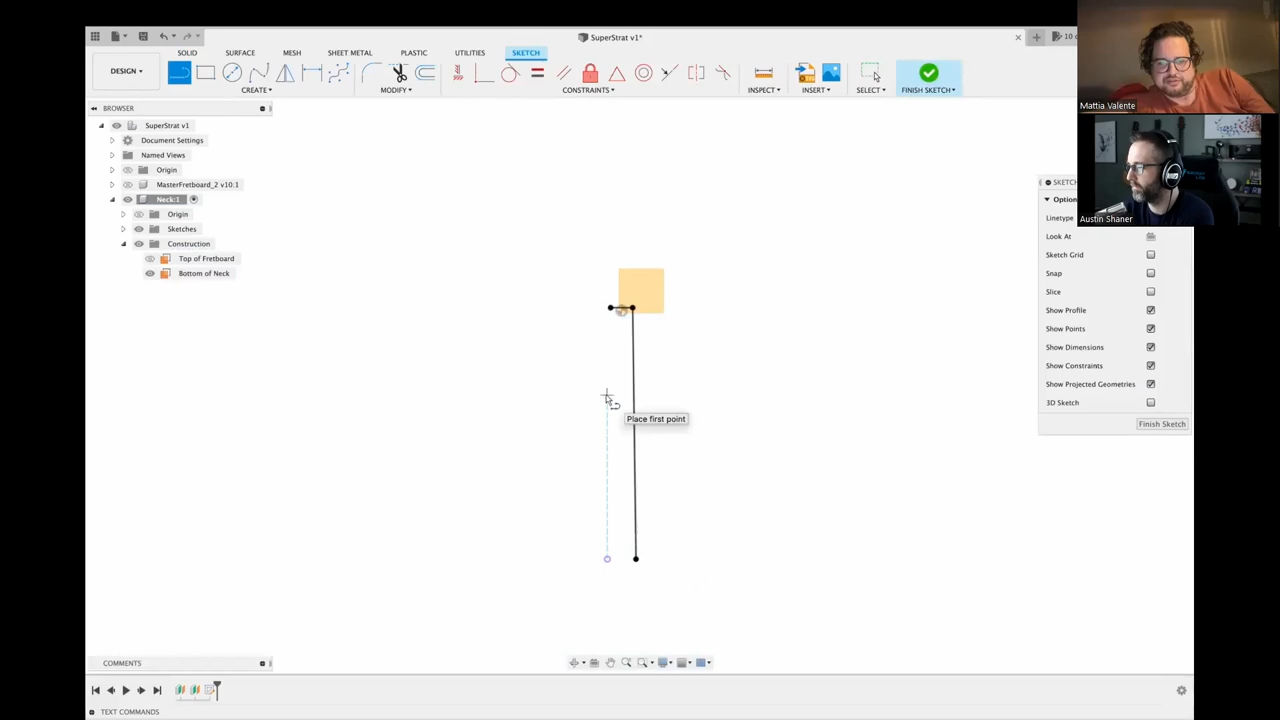 SuperStrat v1*
10 c
Mattia Valente
Austin Shaner
DESIGN
SOLID
SURFACE
MESH
SHEET METAL
PLASTIC
UTILITIES
SKETCH
CREATE
MODIFY
CONSTRAINTS
INSPECT
INSERT
SELECT
FINISH SKETCH
BROWSER
SuperStrat v1
Document Settings
Named Views
Origin
MasterFretboard_2 v10:1
Neck:1
Origin
Sketches
Construction
Top of Fretboard
Bottom of Neck
Place first point
SKETCH
Option
Linetype
Look At
Sketch Grid
Snap
Slice
Show Profile
Show Points
Show Dimensions
Show Constraints
Show Projected Geometries
3D Sketch
Finish Sketch
COMMENTS
TEXT COMMANDS